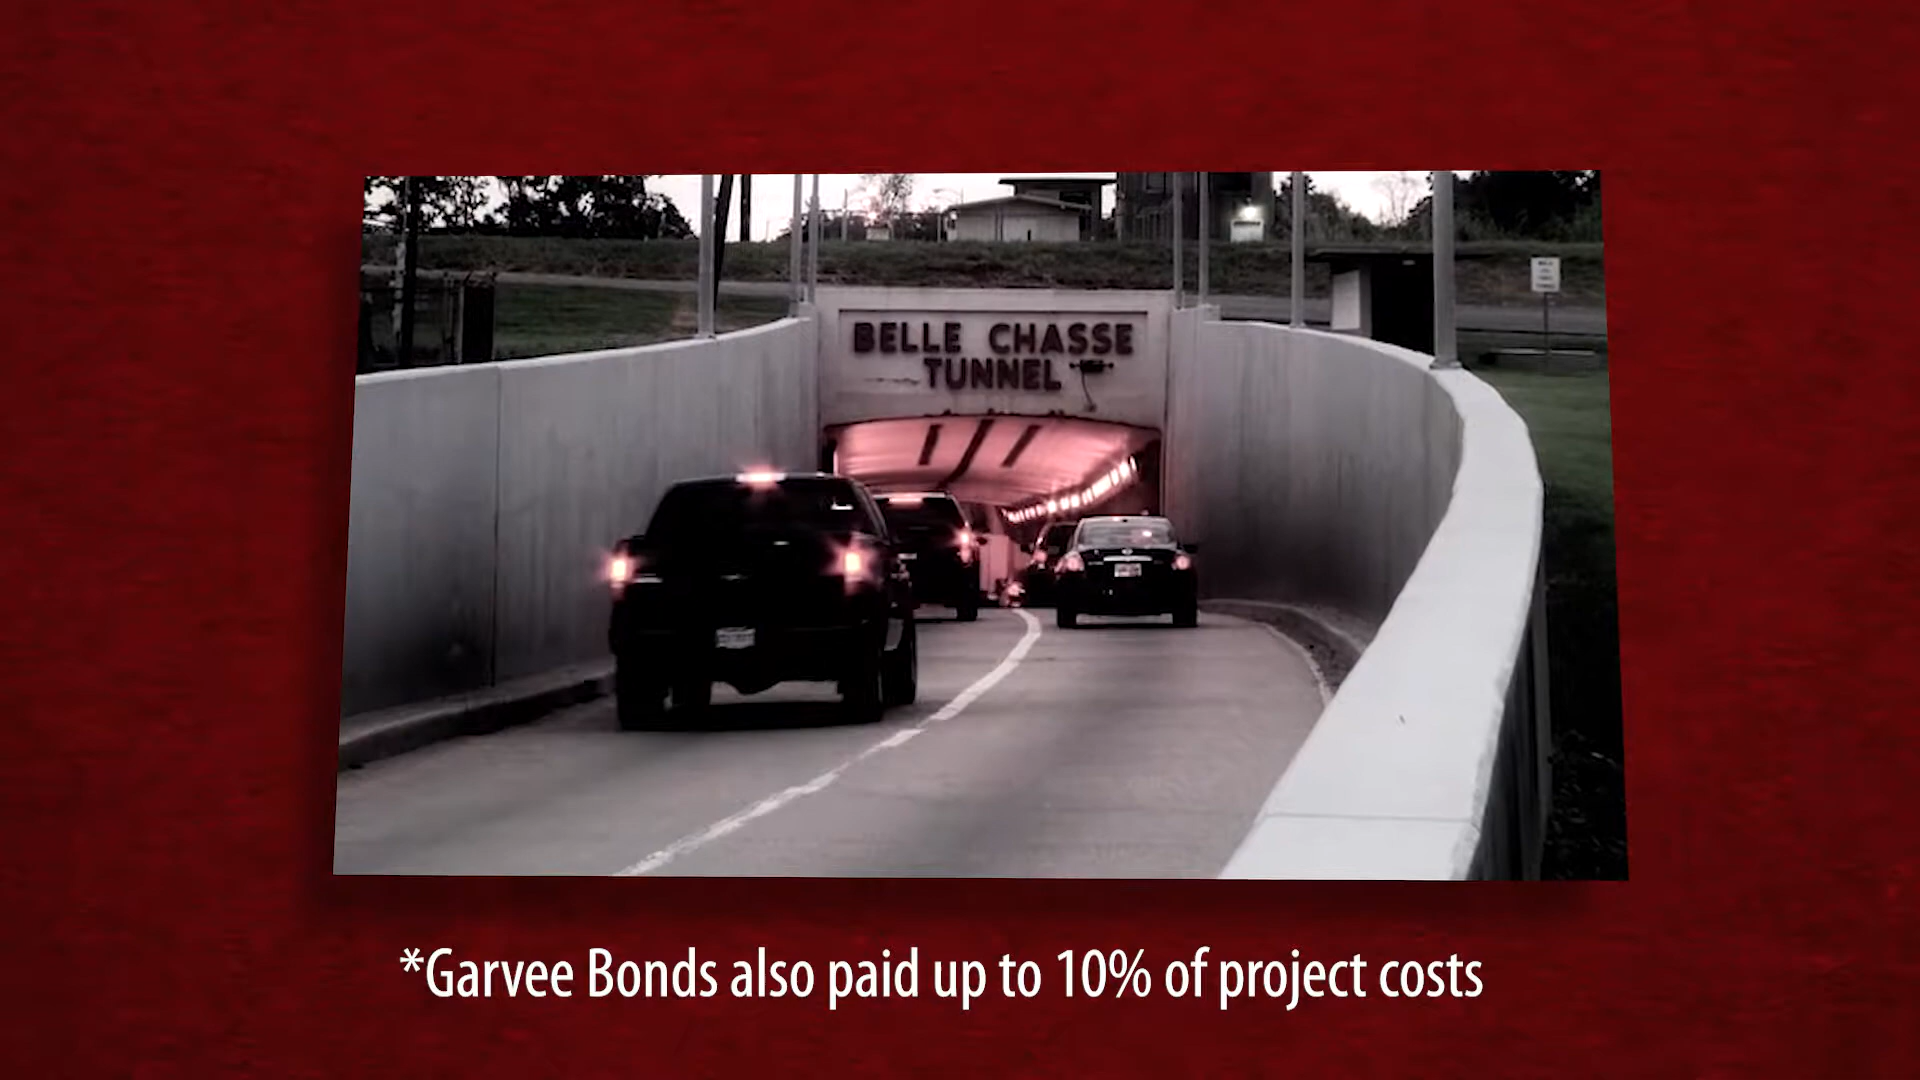 BELLE CHASSE
TUNNEL
*Garvee Bonds also paid up to 10% of project costs